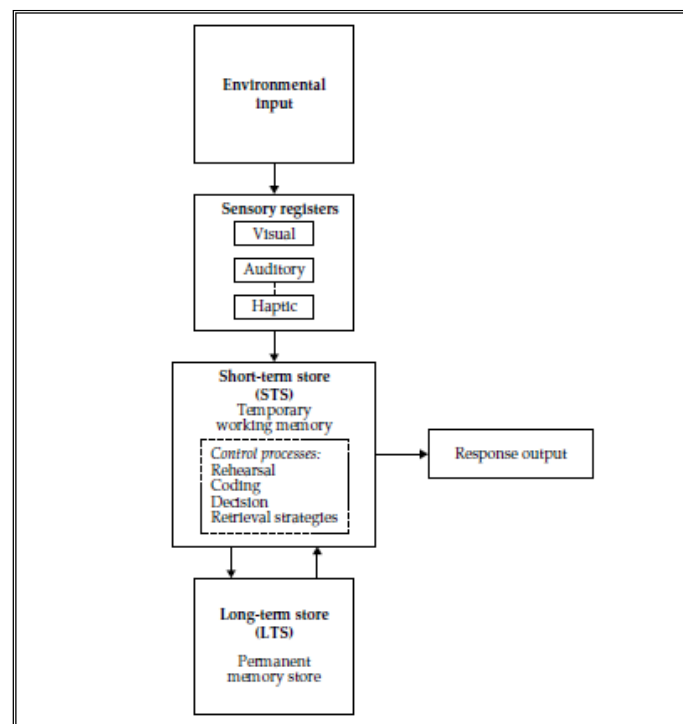 Environmental
input
Sensory registers
Visual
Auditory
Haptic
Short-term store
(STS)
Temporary
working memory
Control processes:
Rehearsal
Coding
Decision
Retrieval strategies
Response output
Long-term store
(LTS)
Permanent
memory store